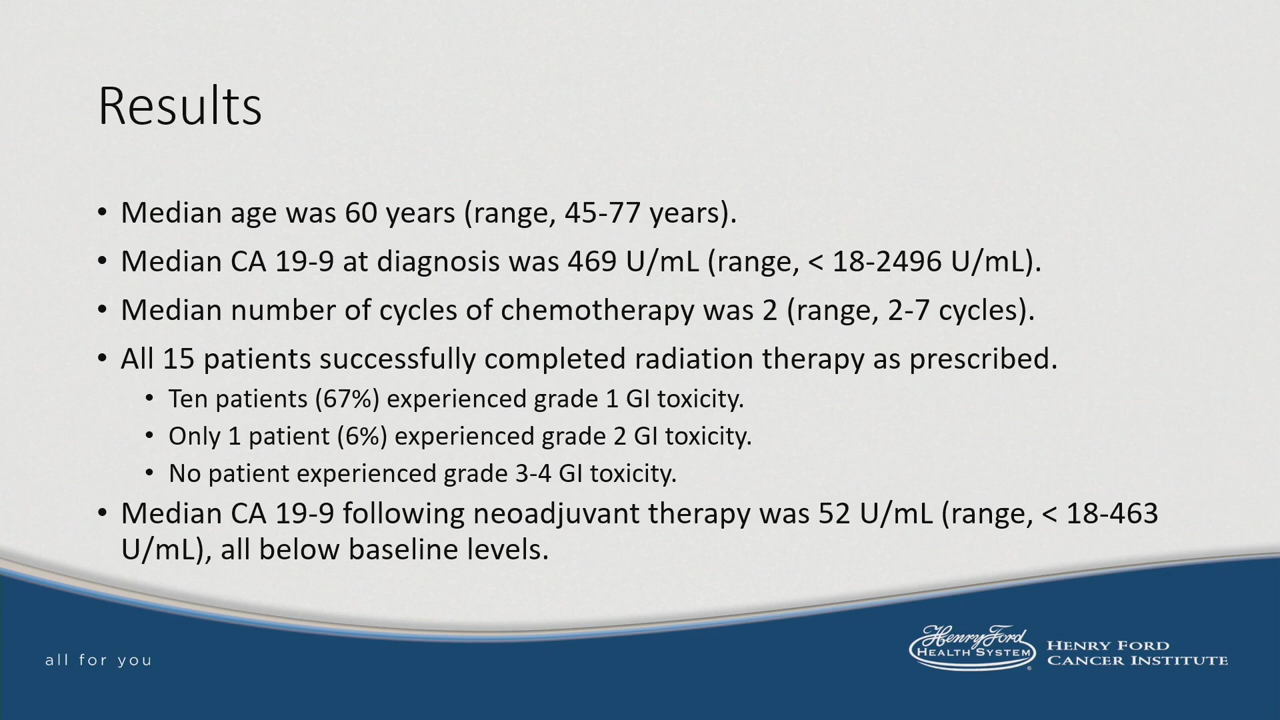 Results
• Median age was 60 years (range, 45-77 years).
• Median CA 19-9 at diagnosis was 469 U/mL (range, < 18-2496 U/mL).
• Median number of cycles of chemotherapy was 2 (range, 2-7 cycles).
• All 15 patients successfully completed radiation therapy as prescribed.
• Ten patients (67%) experienced grade 1 GI toxicity.
• Only 1 patient (6%) experienced grade 2 GI toxicity.
• No patient experienced grade 3-4 GI toxicity.
• Median CA 19-9 following neoadjuvant therapy was 52 U/mL (range, < 18-463
U/mL), all below baseline levels.
all for you
Henry Ford
HEALTH SYSTEM
HENRY FORD
CANCER INSTITUTE